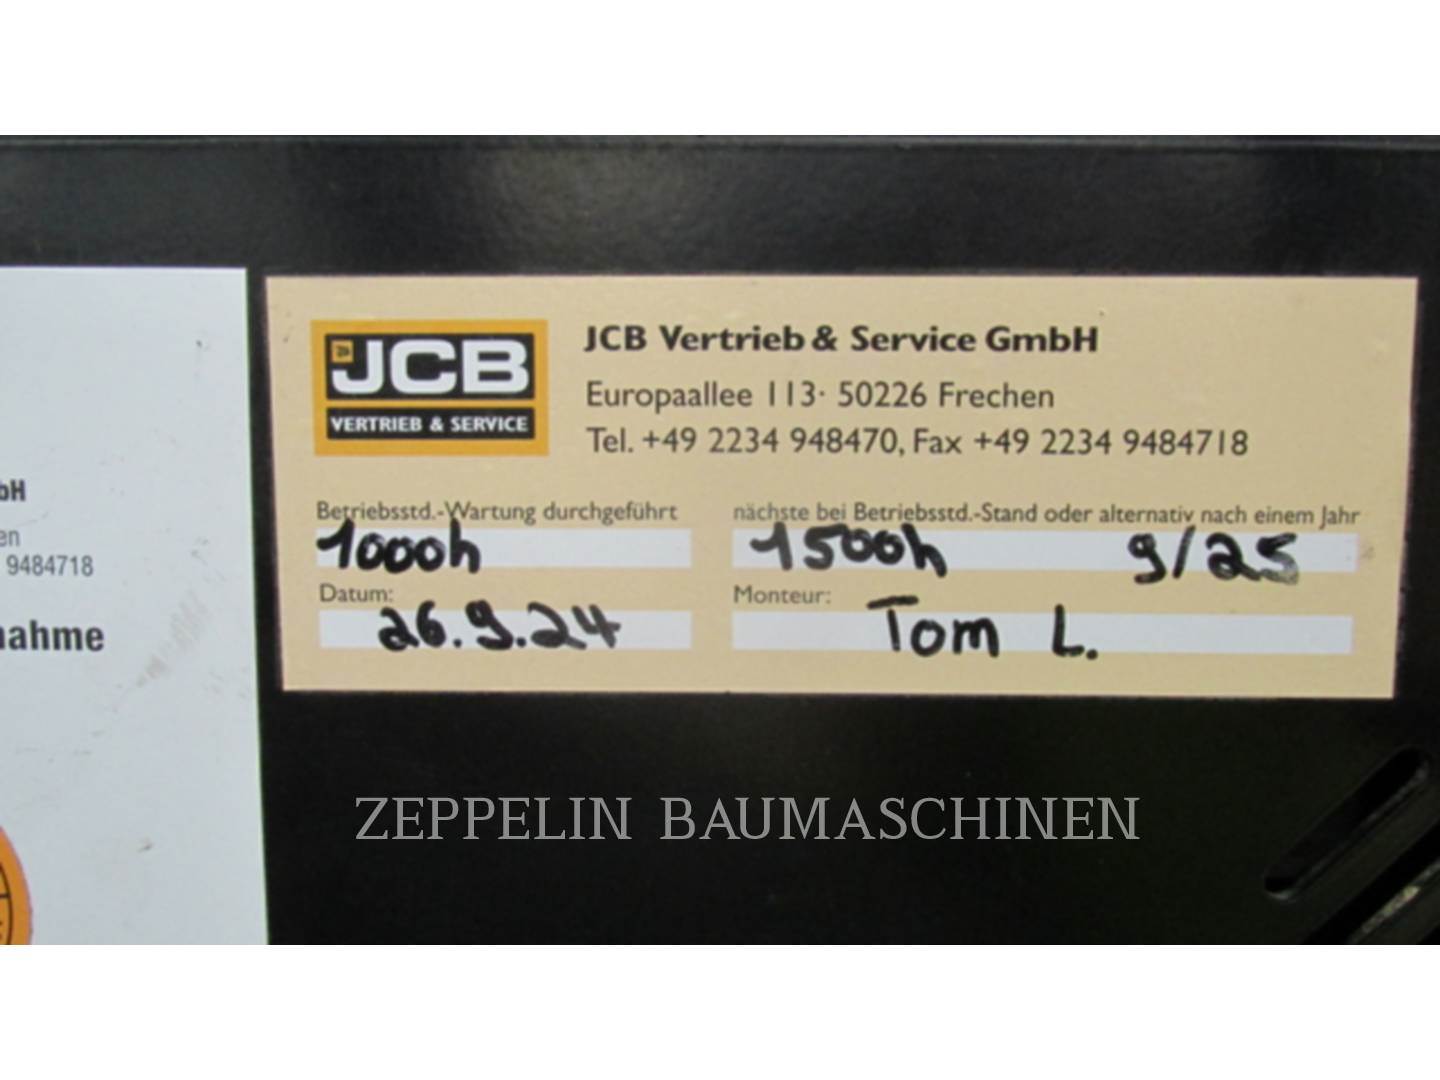 JCB
VERTRIEB & SERVICE
JCB Vertrieb & Service GmbH
Europaallee 113· 50226 Frechen
Tel. +49 2234 948470, Fax +49 2234 9484718
Betriebsstd.-Wartung durchgeführt
1000h
nächste bei Betriebsstd.-Stand oder alternativ nach einem Jahr
1500h 9/25
Datum:
26.9.24
Monteur:
Tom L.
bH
en
9484718
nahme
ZEPPELIN BAUMASCHINEN